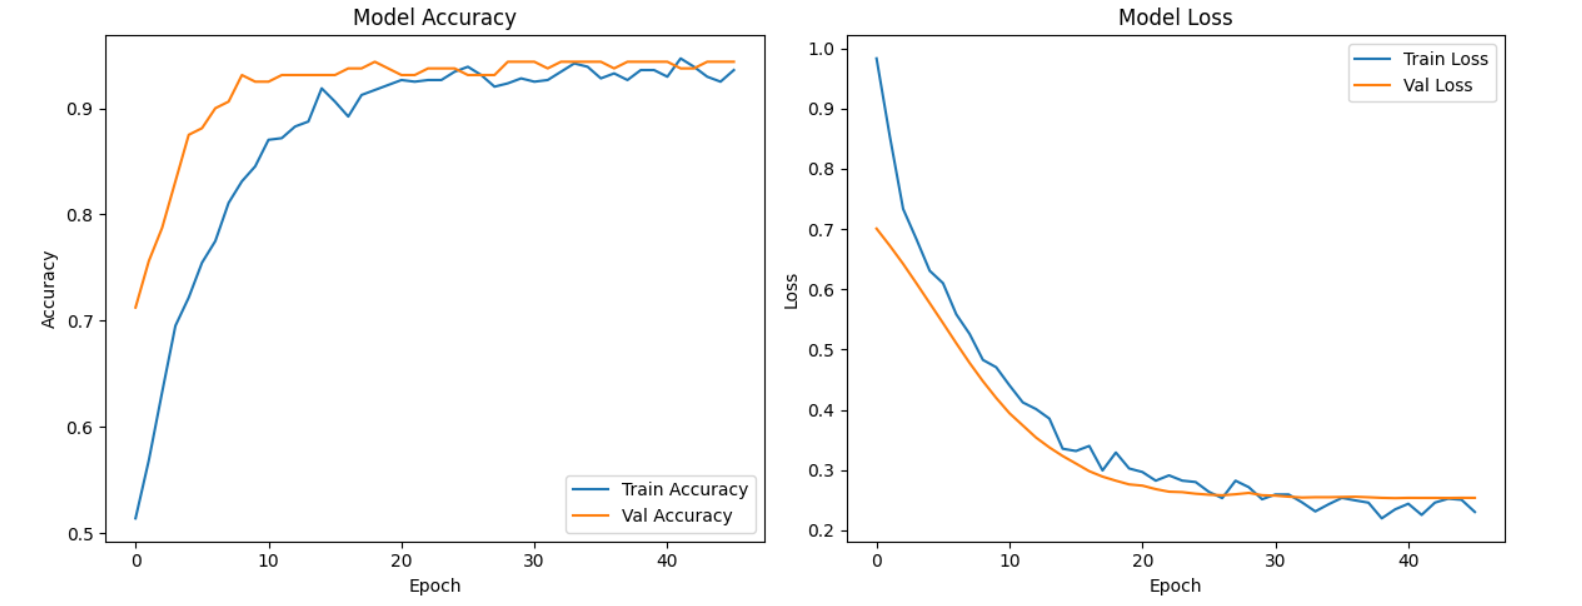 Model Accuracy
Accuracy
0.9
0.8
0.7
0.6
0.5
0
10
20
30
40
Epoch
Train Accuracy
Val Accuracy
Model Loss
Loss
1.0
0.9
0.8
0.7
0.6
0.5
0.4
0.3
0.2
0
10
20
30
40
Epoch
Train Loss
Val Loss